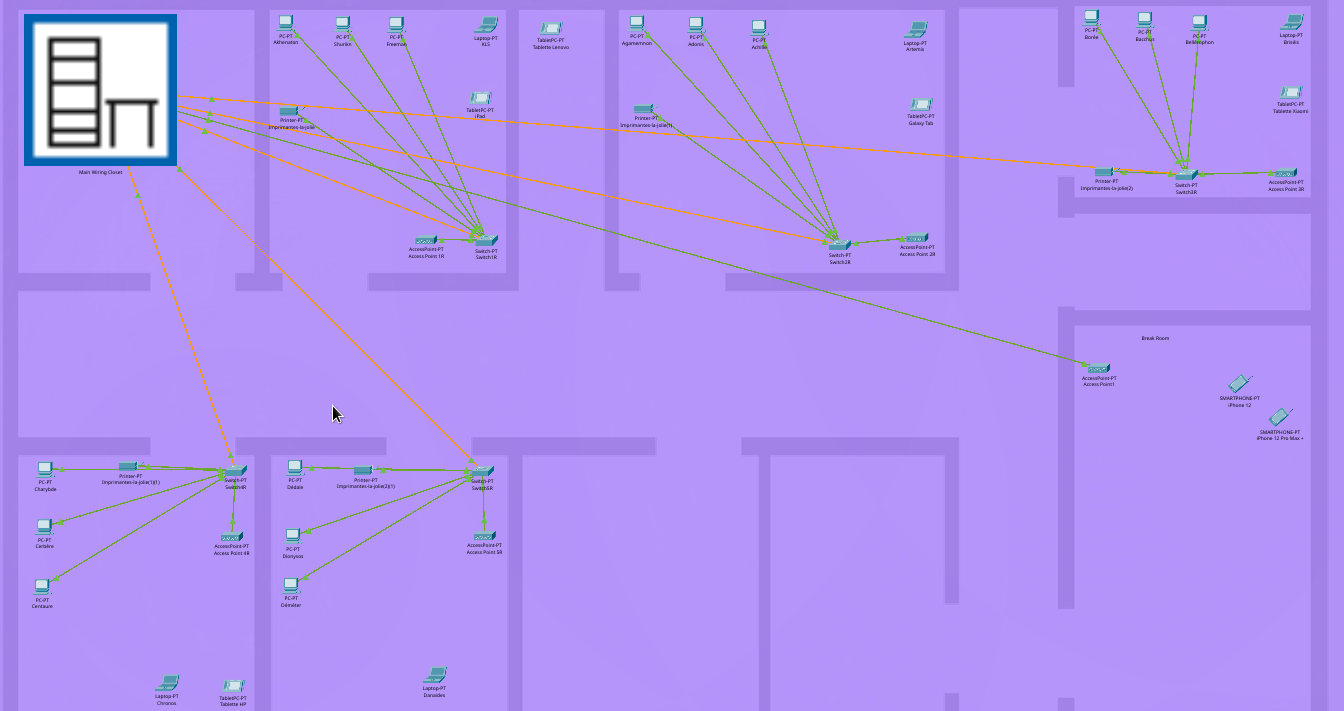 Main Wiring Closet
PC-PT
Akhenaton
PC-PT
Shuriken
PC-PT
Freeman
Laptop-PT
KLS
TabletPC-PT
Tablette Lenovo
Printer-PT
Imprimantes-la-jolie
TabletPC-PT
iPad
AccessPoint-PT
Access Point 1R
Switch-PT
Switch1R
PC-PT
Agamemnon
PC-PT
Adonis
PC-PT
Achille
Laptop-PT
Artemis
Printer-PT
Imprimantes-la-jolie(1)
TabletPC-PT
Galaxy Tab
Switch-PT
Switch2R
AccessPoint-PT
Access Point 2R
PC-PT
Borée
PC-PT
Bacchus
PC-PT
Bellérophon
Laptop-PT
Briséis
TabletPC-PT
Tablette Xiaomi
Printer-PT
Imprimantes-la-jolie(2)
Switch-PT
Switch3R
AccessPoint-PT
Access Point 3R
Break Room
AccessPoint-PT
Access Point1
SMARTPHONE-PT
iPhone 12
SMARTPHONE-PT
iPhone 12 Pro Max +
PC-PT
Charybde
Printer-PT
Imprimantes-la-jolie(1)(1)
Switch-PT
Switch4R
PC-PT
Cerbère
AccessPoint-PT
Access Point 4R
PC-PT
Centaure
Laptop-PT
Chronos
TabletPC-PT
Tablette HP
PC-PT
Dédale
Printer-PT
Imprimantes-la-jolie(2)(1)
Switch-PT
Switch5R
PC-PT
Dionysos
AccessPoint-PT
Access Point 5R
PC-PT
Déméter
Laptop-PT
Danaïdes